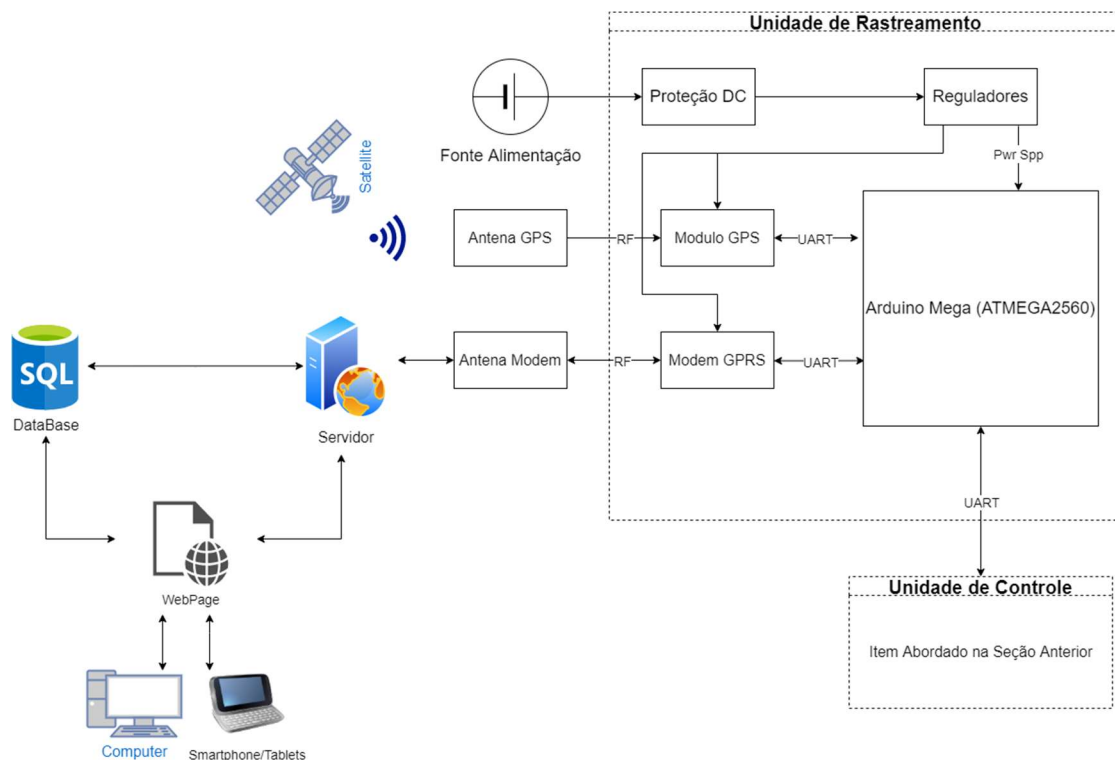 Unidade de Rastreamento
Proteção DC
Reguladores
Fonte Alimentação
Pwr Spp
Satellite
Antena GPS
RF
Modulo GPS
UART
Arduino Mega (ATMEGA2560)
SQL
DataBase
Servidor
Antena Modem
RF
Modem GPRS
UART
UART
WebPage
Unidade de Controle
Item Abordado na Seção Anterior
Computer
Smartphone/Tablets